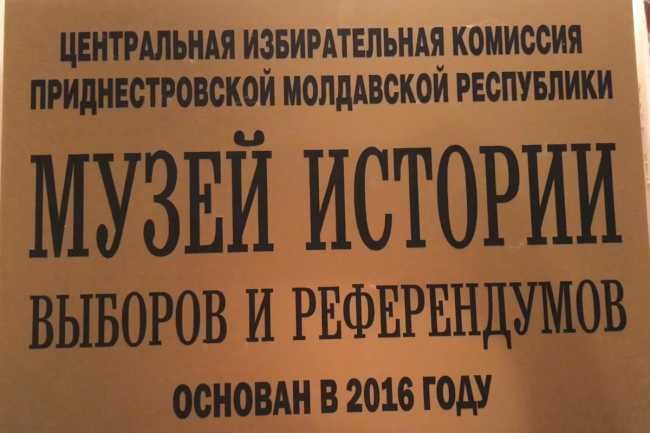 ЦЕНТРАЛЬНАЯ ИЗБИРАТЕЛЬНАЯ КОМИССИЯ
ПРИДНЕСТРОВСКОЙ МОЛДАВСКОЙ РЕСПУБЛИКИ
МУЗЕЙ ИСТОРИИ
ВЫБОРОВ И РЕФЕРЕНДУМОВ
ОСНОВАН В 2016 ГОДУ